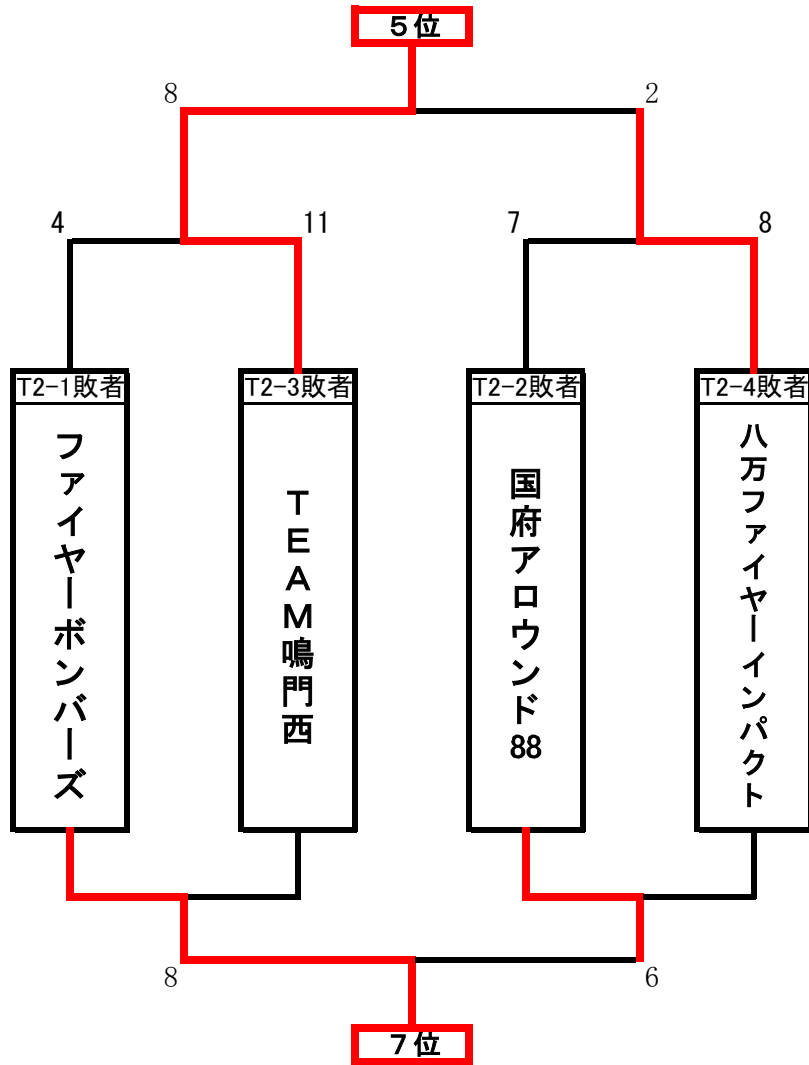 5位
8
2
4
11
7
8
T2-1敗者
T2-3敗者
T2-2敗者
T2-4敗者
ファイヤーボンバーズ
TEAM鳴門西
国府アロウンド88
八万ファイヤーインパクト
8
6
7位